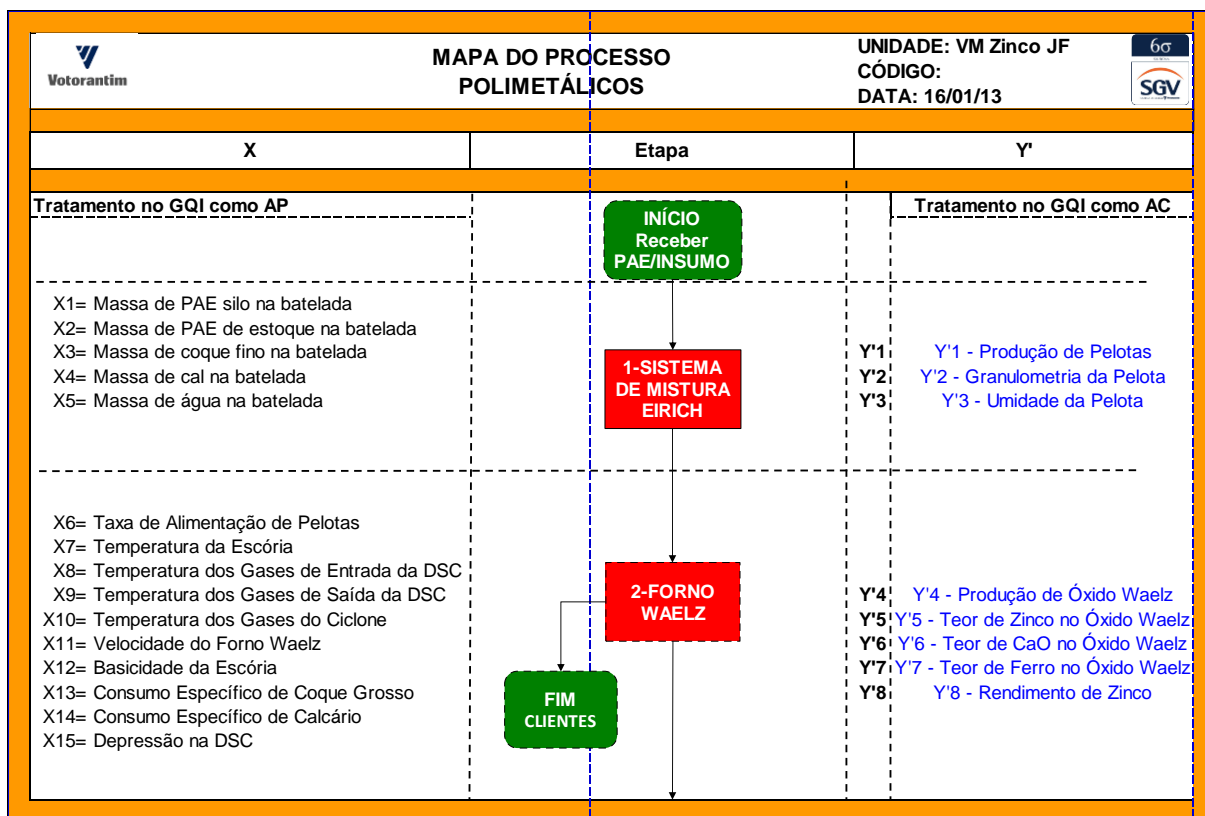 Votorantim
MAPA DO PROCESSO
POLIMETÁLICOS
UNIDADE: VM Zinco JF
CÓDIGO:
DATA: 16/01/13
6σ
SGV
X
Etapa
Y'
Tratamento no GQI como AP
Tratamento no GQI como AC
INÍCIO
Receber
PAE/INSUMO
X1= Massa de PAE silo na batelada
X2= Massa de PAE de estoque na batelada
X3= Massa de coque fino na batelada
X4= Massa de cal na batelada
X5= Massa de água na batelada
1-SISTEMA
DE MISTURA
EIRICH
Y'1 Y'1 - Produção de Pelotas
Y'2 Y'2 - Granulometria da Pelota
Y'3 Y'3 - Umidade da Pelota
X6= Taxa de Alimentação de Pelotas
X7= Temperatura da Escória
X8= Temperatura dos Gases de Entrada da DSC
X9= Temperatura dos Gases de Saída da DSC
X10= Temperatura dos Gases do Ciclone
X11= Velocidade do Forno Waelz
X12= Basicidade da Escória
X13= Consumo Específico de Coque Grosso
X14= Consumo Específico de Calcário
X15= Depressão na DSC
2-FORNO
WAELZ
FIM
CLIENTES
Y'4 Y'4 - Produção de Óxido Waelz
Y'5 Y'5 - Teor de Zinco no Óxido Waelz
Y'6 Y'6 - Teor de CaO no Óxido Waelz
Y'7 Y'7 - Teor de Ferro no Óxido Waelz
Y'8 Y'8 - Rendimento de Zinco